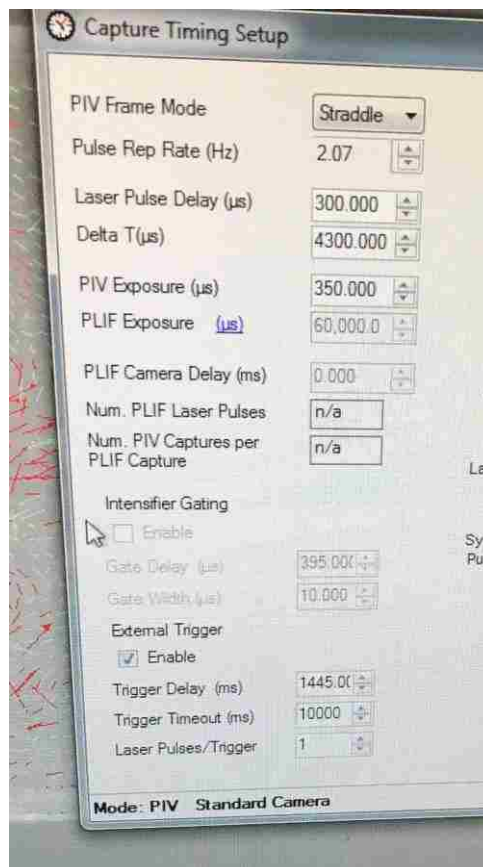 Capture Timing Setup
PIV Frame Mode Straddle
Pulse Rep Rate (Hz) 2.07
Laser Pulse Delay (µs) 300.000
Delta T(µs) 4300.000
PIV Exposure (µs) 350.000
PLIF Exposure (µs) 60,000.0
PLIF Camera Delay (ms) 0.000
Num. PLIF Laser Pulses n/a
Num. PIV Captures per
PLIF Capture n/a
La
Intensifier Gating
Enable
Sy
Pu
Gate Delay (µs) 395.00(
Gate Width (µs) 10.000
External Trigger
Enable
Trigger Delay (ms) 1445.0(
Trigger Timeout (ms) 10000
Laser Pulses/Trigger 1
Mode: PIV Standard Camera